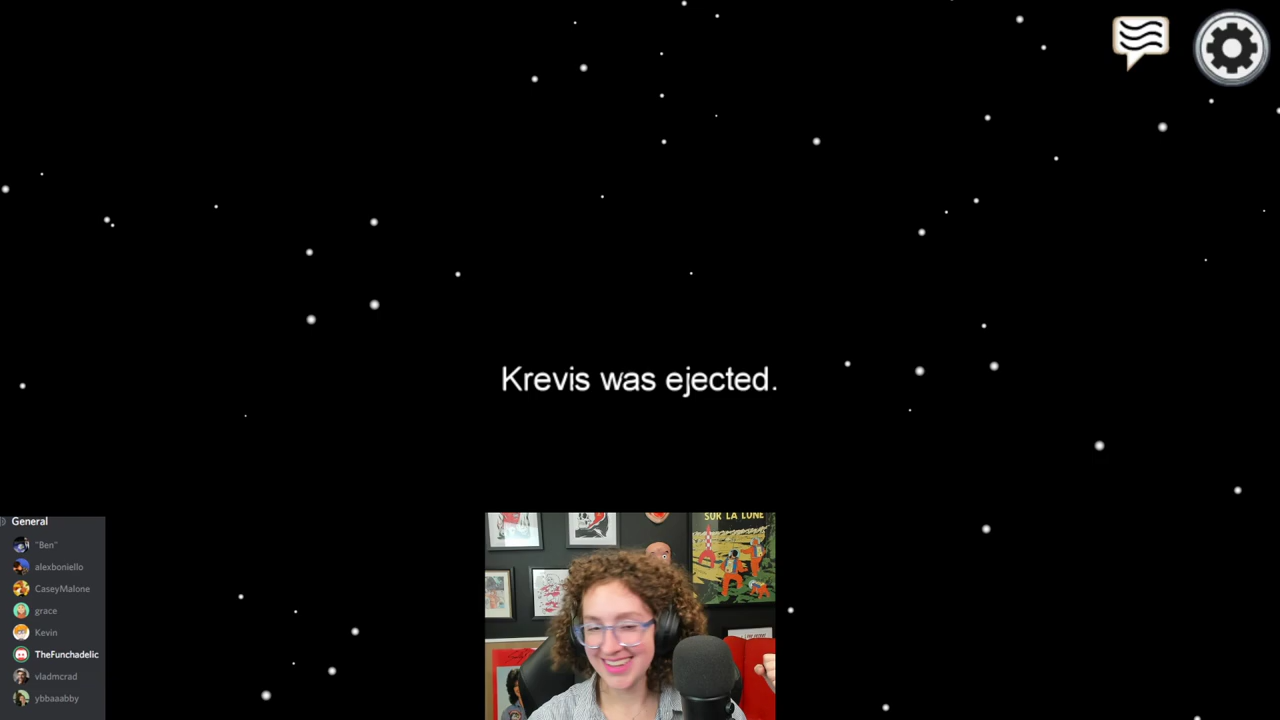 Krevis was ejected.
General
"Ben"
alexboniello
CaseyMalone
grace
Kevin
TheFunchadelic
vladmcrad
ybbaaabby
SUR LA LUNE